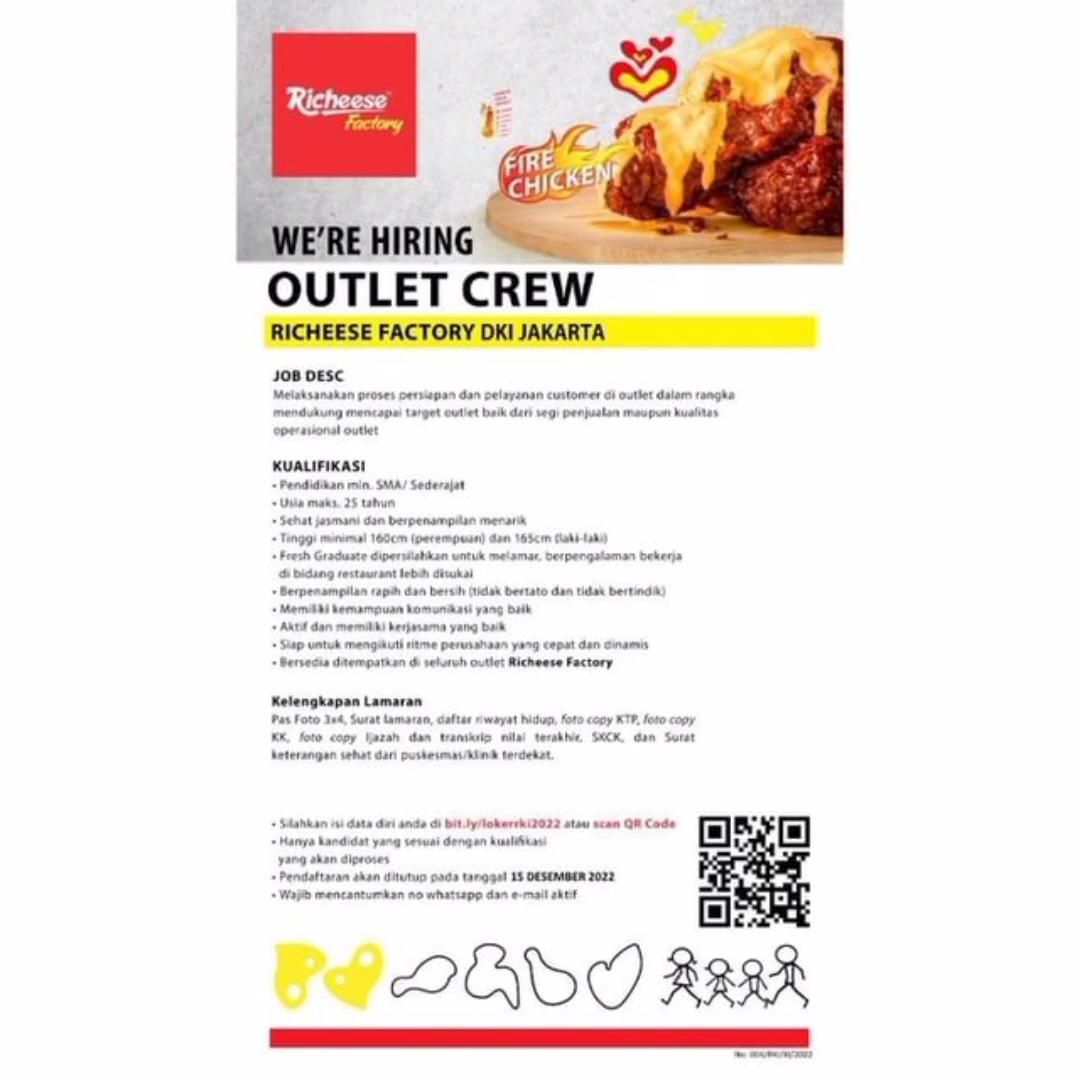 Richeese
Factory
FIRE
CHICKEN
WE'RE HIRING
OUTLET CREW
RICHEESE FACTORY DKI JAKARTA
JOB DESC
Melaksanakan proses persiapan dan pelayanan customer di outlet dalam rangka
mendukung mencapai target outlet baik dari segi penjualan maupun kualitas
operasional outlet
KUALIFIKASI
• Pendidikan min. SMA/ Sederajat
• Usia maks. 25 tahun
• Sehat jasmani dan berpenampilan menarik
• Tinggi minimal 160cm (perempuan) dan 165cm (laki-laki)
• Fresh Graduate dipersilahkan untuk melamar, berpengalaman bekerja
di bidang restaurant lebih disukai
• Berpenampilan rapih dan bersih (tidak bertato dan tidak bertindik)
• Memiliki kemampuan komunikasi yang baik
• Aktif dan memiliki kerjasama yang baik
• Siap untuk mengikuti ritme perusahaan yang cepat dan dinamis
• Bersedia ditempatkan di seluruh outlet Richeese Factory
Kelengkapan Lamaran
Pas Foto 3x4, Surat lamaran, daftar riwayat hidup, foto copy KTP, foto copy
KK, foto copy Ijazah dan transkrip nilai terakhir, SKCK, dan Surat
keterangan sehat dari puskesmas/klinik terdekat.
• Silahkan isi data diri anda di bit.ly/lokerrki2022 atau scan QR Code
• Hanya kandidat yang sesuai dengan kualifikasi
yang akan diproses
• Pendaftaran akan ditutup pada tanggal 15 DESEMBER 2022
• Wajib mencantumkan no whatsapp dan e-mail aktif